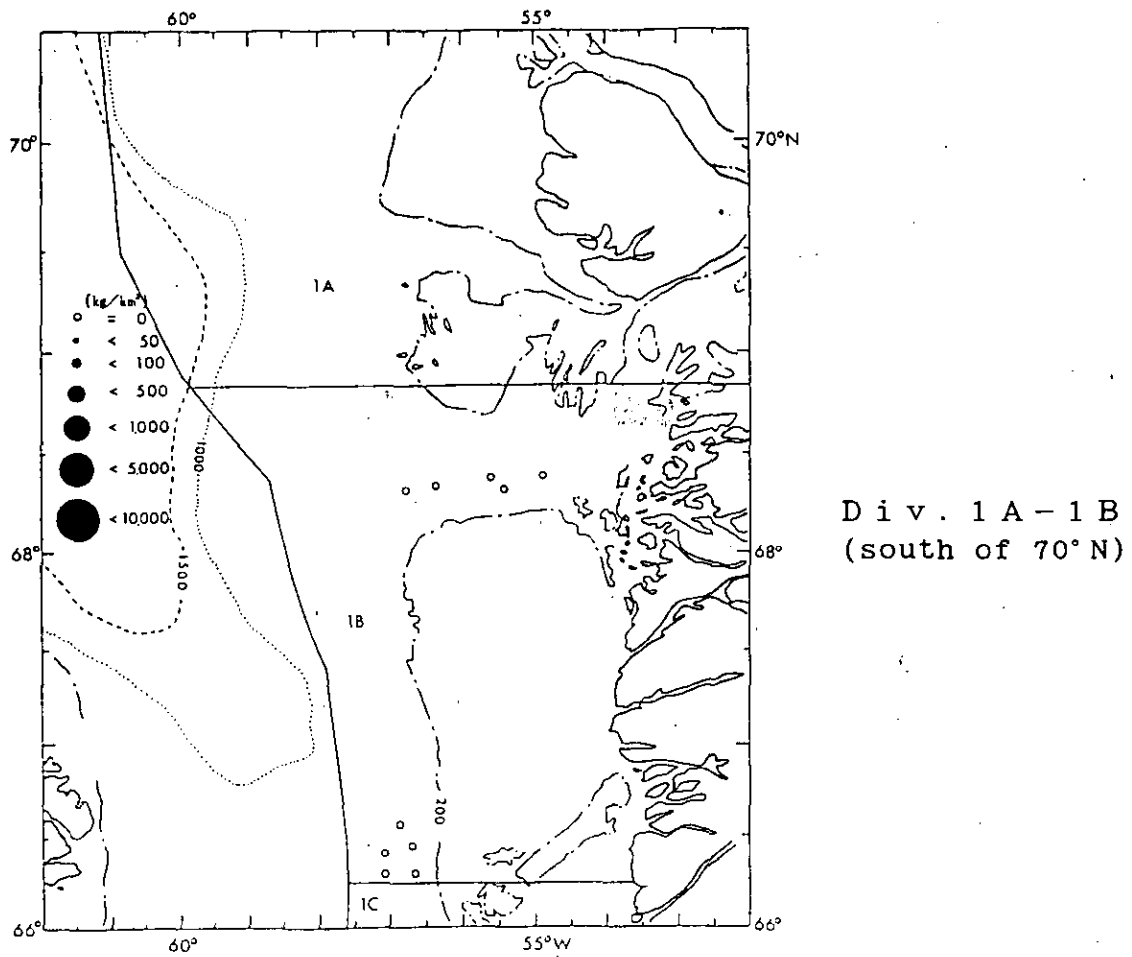 60°
55°
70°
70°N
1A
(kg/km²)
= 0
< 50
< 100
< 500
< 1,000
< 5,000
< 10,000
1000
1500
68°
68°
1B
200
1C
66°
66°
60°
55°W
Div. 1A-1B
(south of 70°N)